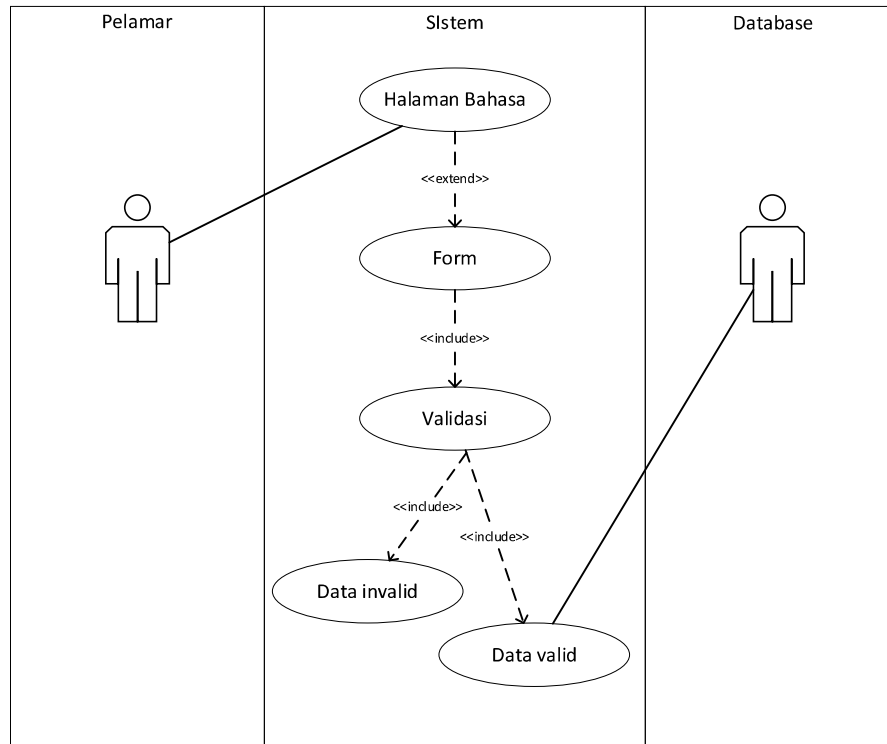 Pelamar
SIstem
Database
Halaman Bahasa
<<extend>>
Form
<<include>>
Validasi
<<include>>
<<include>>
Data invalid
Data valid